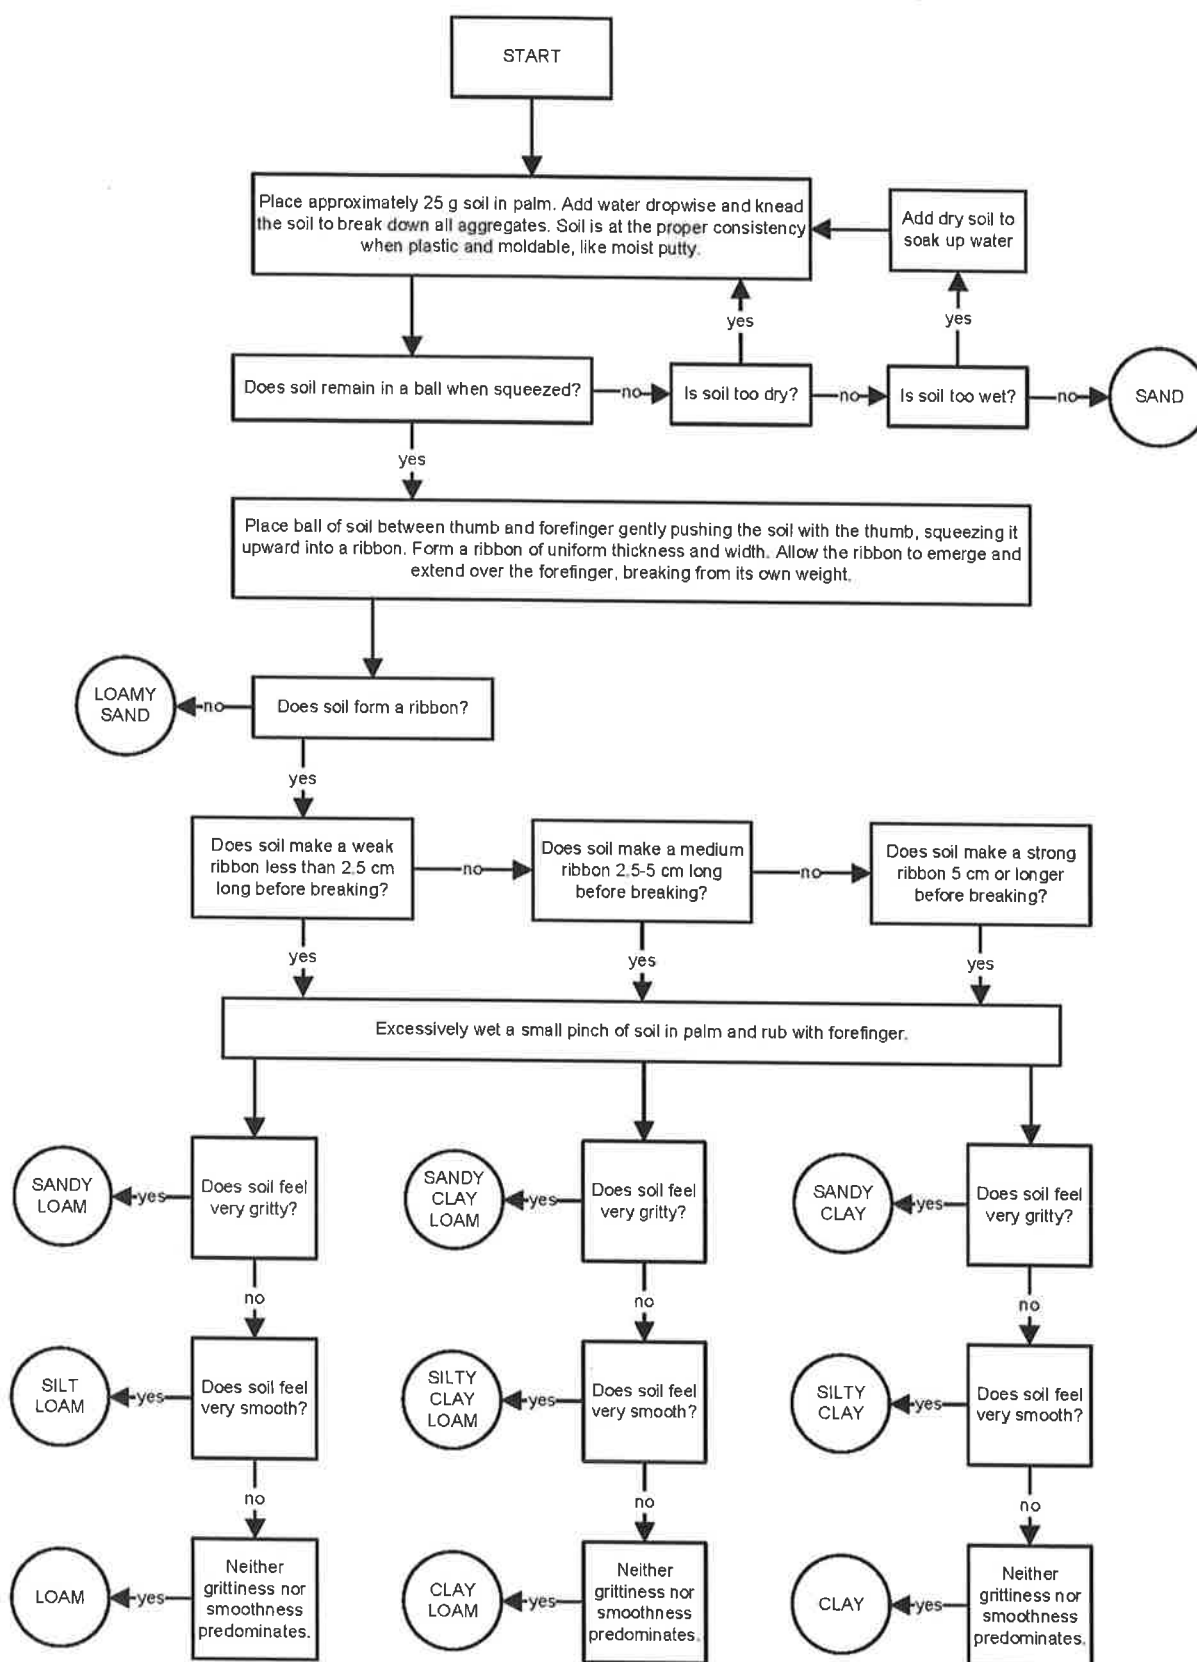 START
Place approximately 25 g soil in palm. Add water dropwise and knead
the soil to break down all aggregates. Soil is at the proper consistency
when plastic and moldable, like moist putty.
Add dry soil to
soak up water
yes
yes
Does soil remain in a ball when squeezed?
no
Is soil too dry?
no
Is soil too wet?
no
SAND
yes
Place ball of soil between thumb and forefinger gently pushing the soil with the thumb, squeezing it
upward into a ribbon. Form a ribbon of uniform thickness and width. Allow the ribbon to emerge and
extend over the forefinger, breaking from its own weight.
LOAMY
SAND
no
Does soil form a ribbon?
yes
Does soil make a weak
ribbon less than 2.5 cm
long before breaking?
no
Does soil make a medium
ribbon 2.5-5 cm long
before breaking?
no
Does soil make a strong
ribbon 5 cm or longer
before breaking?
yes
yes
yes
Excessively wet a small pinch of soil in palm and rub with forefinger.
SANDY
LOAM
yes
Does soil feel
very gritty?
SANDY
CLAY
LOAM
yes
Does soil feel
very gritty?
SANDY
CLAY
yes
Does soil feel
very gritty?
no
no
no
SILT
LOAM
yes
Does soil feel
very smooth?
SILTY
CLAY
LOAM
yes
Does soil feel
very smooth?
SILTY
CLAY
yes
Does soil feel
very smooth?
no
no
no
LOAM
yes
Neither
grittiness nor
smoothness
predominates.
CLAY
LOAM
yes
Neither
grittiness nor
smoothness
predominates.
CLAY
yes
Neither
grittiness nor
smoothness
predominates.